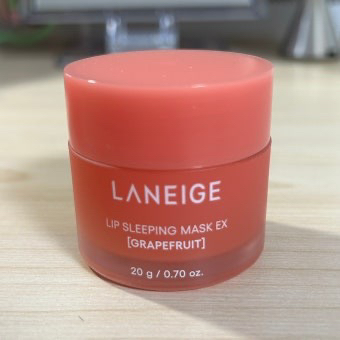 LANEIGE
LIP SLEEPING MASK EX
[GRAPEFRUIT]
20 g / 0.70 oz.